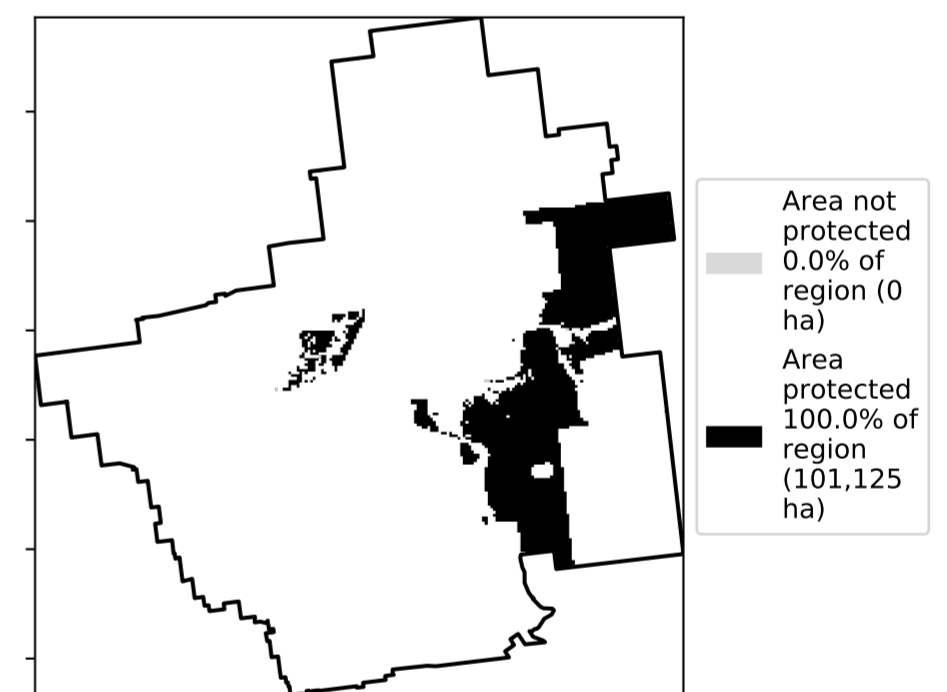 Area not
protected
0.0% of
region (0
ha)
Area
protected
100.0% of
region
(101,125
ha)